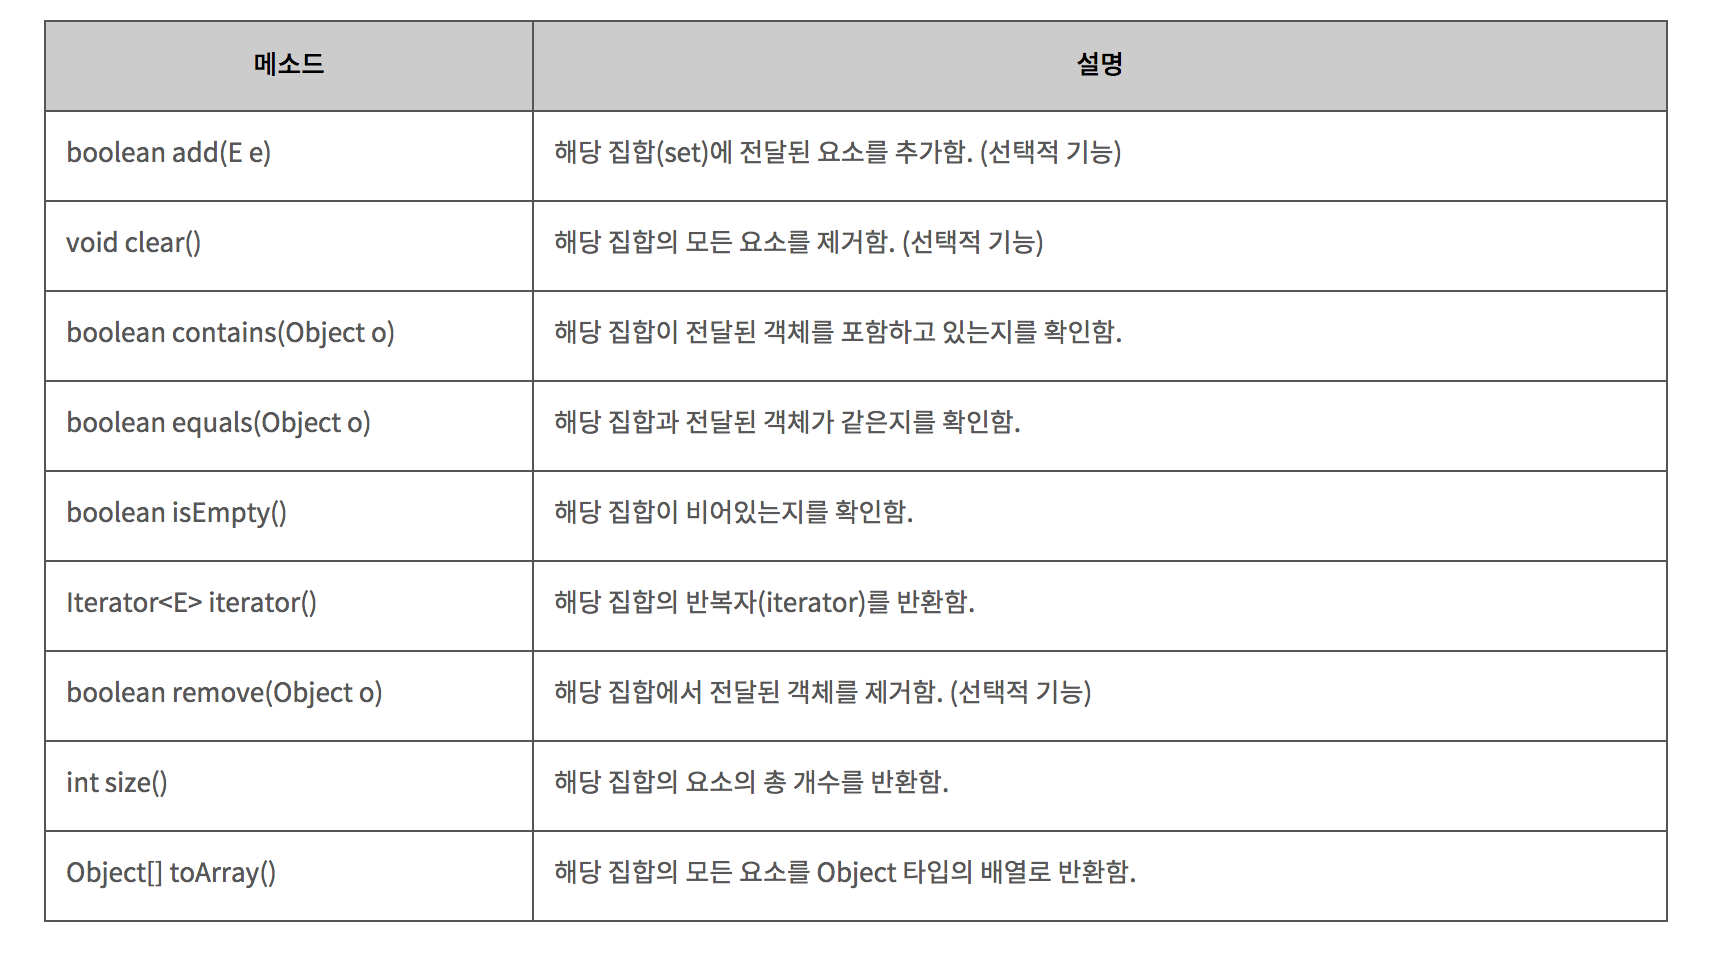 메소드 설명
boolean add(E e) 해당 집합(set)에 전달된 요소를 추가함. (선택적 기능)
void clear() 해당 집합의 모든 요소를 제거함. (선택적 기능)
boolean contains(Object o) 해당 집합이 전달된 객체를 포함하고 있는지를 확인함.
boolean equals(Object o) 해당 집합과 전달된 객체가 같은지를 확인함.
boolean isEmpty() 해당 집합이 비어있는지를 확인함.
Iterator<E> iterator() 해당 집합의 반복자(iterator)를 반환함.
boolean remove(Object o) 해당 집합에서 전달된 객체를 제거함. (선택적 기능)
int size() 해당 집합의 요소의 총 개수를 반환함.
Object[] toArray() 해당 집합의 모든 요소를 Object 타입의 배열로 반환함.